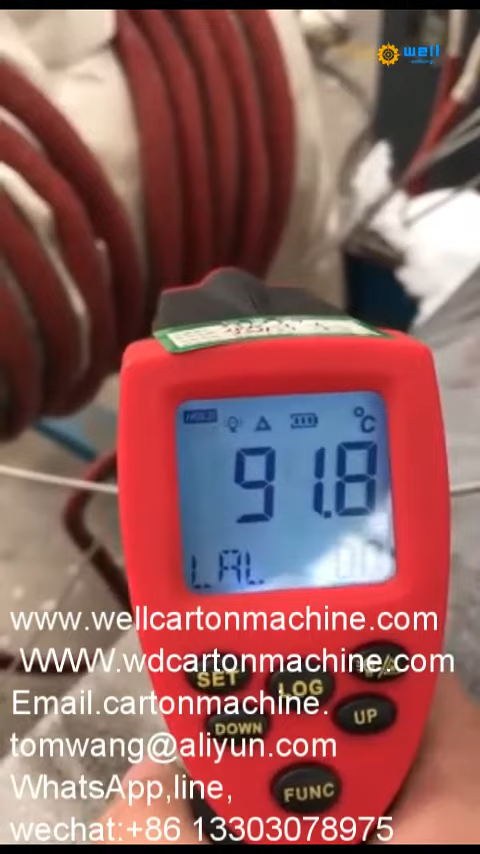 well
HOLD
°C
91.8
LAL
SET
LOG
DOWN
UP
FUNC
www.wellcartonmachine.com
WWW.wdcartonmachine.com
Email.cartonmachine.
tomwang@aliyun.com
WhatsApp,line,
wechat:+86 13303078975